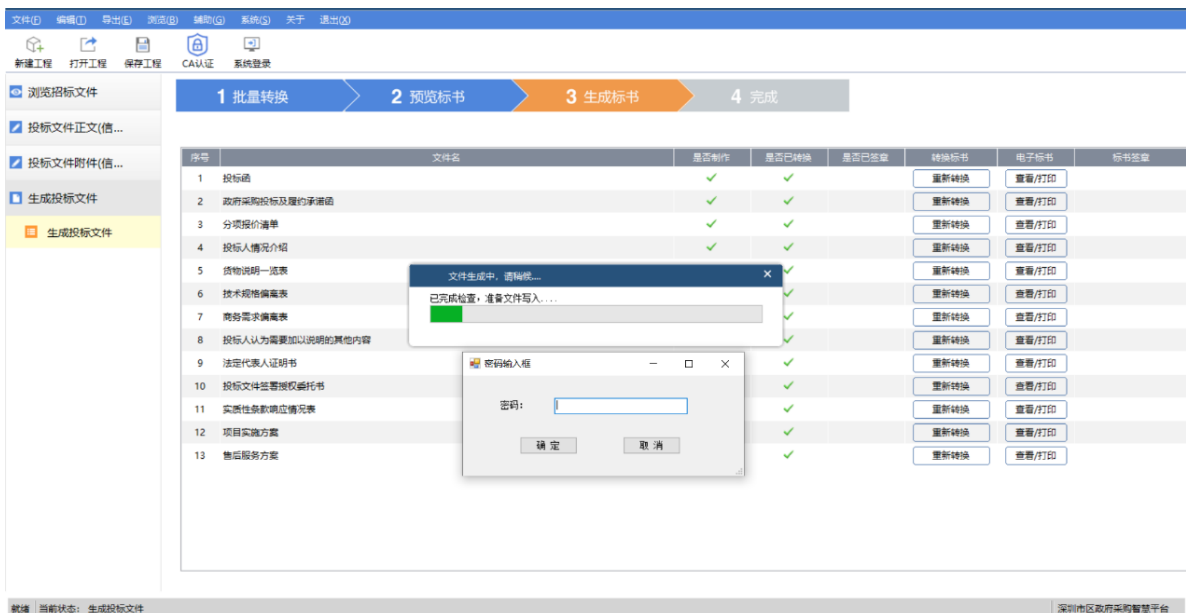 文件(F) 编辑(T) 导出(E) 浏览(B) 辅助(G) 系统(S) 关于 退出(X)
新建工程 打开工程 保存工程 CA认证 系统登录
浏览招标文件
投标文件正文(信...
投标文件附件(信...
生成投标文件
生成投标文件
1 批量转换 2 预览标书 3 生成标书 4 完成
序号 文件名 是否制作 是否已转换 是否已签章 转换标书 电子标书 标书签章
1 投标函 重新转换 查看/打印
2 政府采购投标及履约承诺函 重新转换 查看/打印
3 分项报价清单 重新转换 查看/打印
4 投标人情况介绍 重新转换 查看/打印
5 货物说明一览表 重新转换 查看/打印
6 技术规格偏离表 重新转换 查看/打印
7 商务需求偏离表 重新转换 查看/打印
8 投标人认为需要加以说明的其他内容 重新转换 查看/打印
9 法定代表人证明书 重新转换 查看/打印
10 投标文件签署授权委托书 重新转换 查看/打印
11 实质性条款响应情况表 重新转换 查看/打印
12 项目实施方案 重新转换 查看/打印
13 售后服务方案 重新转换 查看/打印
文件生成中，请稍候....
已完成检查，准备文件写入....
密码输入框
密码：
确 定 取 消
就绪 当前状态： 生成投标文件 深圳市区政府采购智慧平台